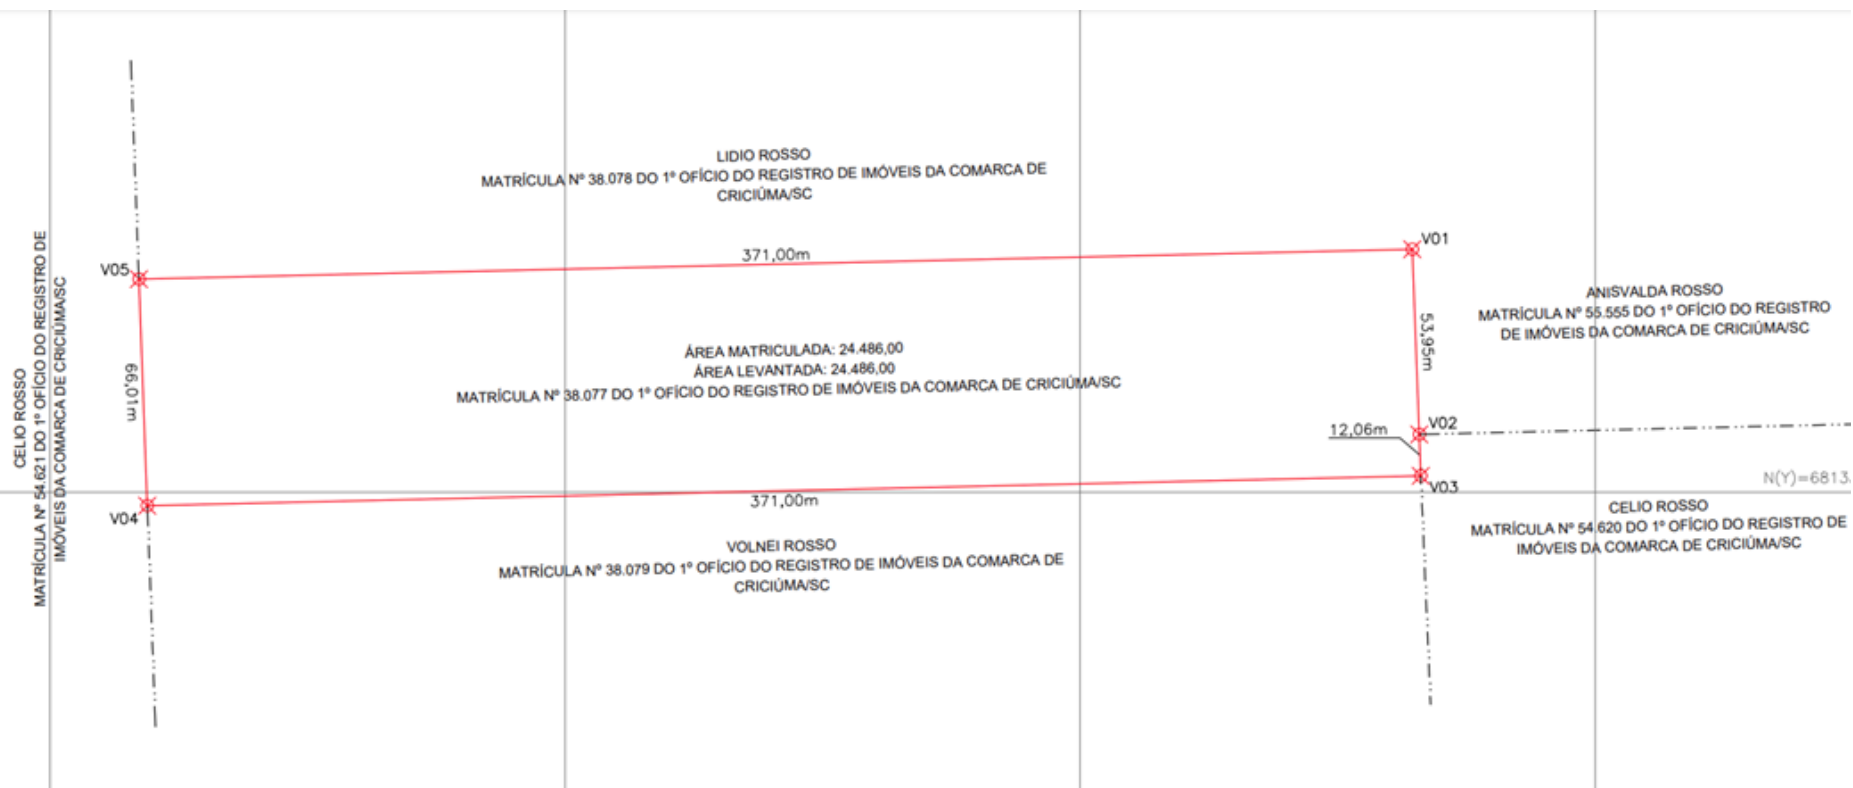 LIDIO ROSSO
MATRÍCULA Nº 38.078 DO 1º OFÍCIO DO REGISTRO DE IMÓVEIS DA COMARCA DE
CRICIÚMA/SC
371,00m
V01
V05
ANISVALDA ROSSO
MATRÍCULA Nº 55.555 DO 1º OFÍCIO DO REGISTRO
DE IMÓVEIS DA COMARCA DE CRICIÚMA/SC
53,95m
CELIO ROSSO
MATRÍCULA Nº 54.621 DO 1º OFÍCIO DO REGISTRO DE
IMÓVEIS DA COMARCA DE CRICIÚMA/SC
66,01m
ÁREA MATRICULADA: 24.486,00
ÁREA LEVANTADA: 24.486,00
MATRÍCULA Nº 38.077 DO 1º OFÍCIO DO REGISTRO DE IMÓVEIS DA COMARCA DE CRICIÚMA/SC
V02
12,06m
V03
N(Y)=6813
371,00m
V04
CELIO ROSSO
MATRÍCULA Nº 54.620 DO 1º OFÍCIO DO REGISTRO DE
IMÓVEIS DA COMARCA DE CRICIÚMA/SC
VOLNEI ROSSO
MATRÍCULA Nº 38.079 DO 1º OFÍCIO DO REGISTRO DE IMÓVEIS DA COMARCA DE
CRICIÚMA/SC